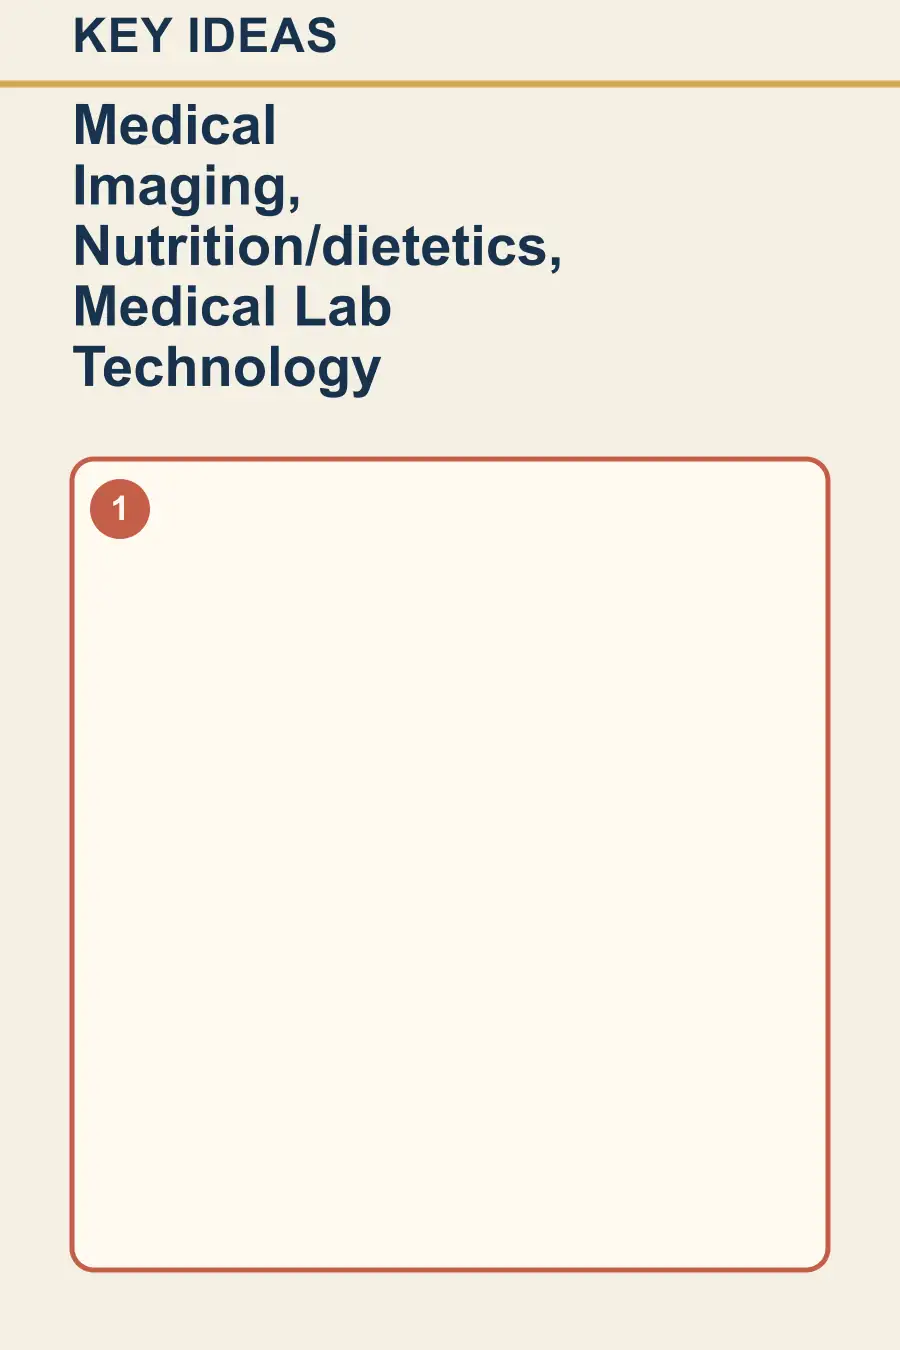 KEY IDEAS
Medical
Imaging,
Nutrition/dietetics,
Medical Lab
Technology
1